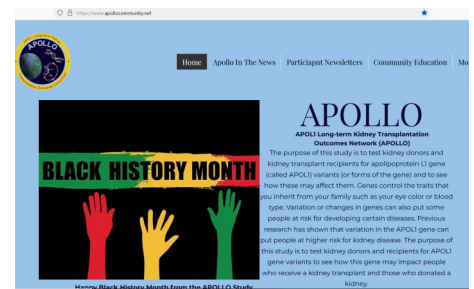 https://www.apollocommunity.net
APOLLO
Home
Apollo In The News
Particiapnt Newsletters
Community Education
Mo
BLACK HISTORY MONTH
Happy Black History Month from the APOLLO Study
APOLLO
APOL1 Long-term Kidney Transplantation
Outcomes Network (APOLLO)
The purpose of this study is to test kidney donors and
kidney transplant recipients for apolipoprotein L1 gene
(called APOL1) variants (or forms of the gene) and to see
how these may affect them. Genes control the traits that
you inherit from your family such as your eye color or blood
type. Variation or changes in genes can also put some
people at risk for developing certain diseases. Previous
research has shown that variation in the APOL1 gene can
put people at higher risk for kidney disease. The purpose of
this study is to test donors and recipients for APOL1
gene variants to see how this gene may impact people
who receive a kidney transplant and those who donated a
kidney.